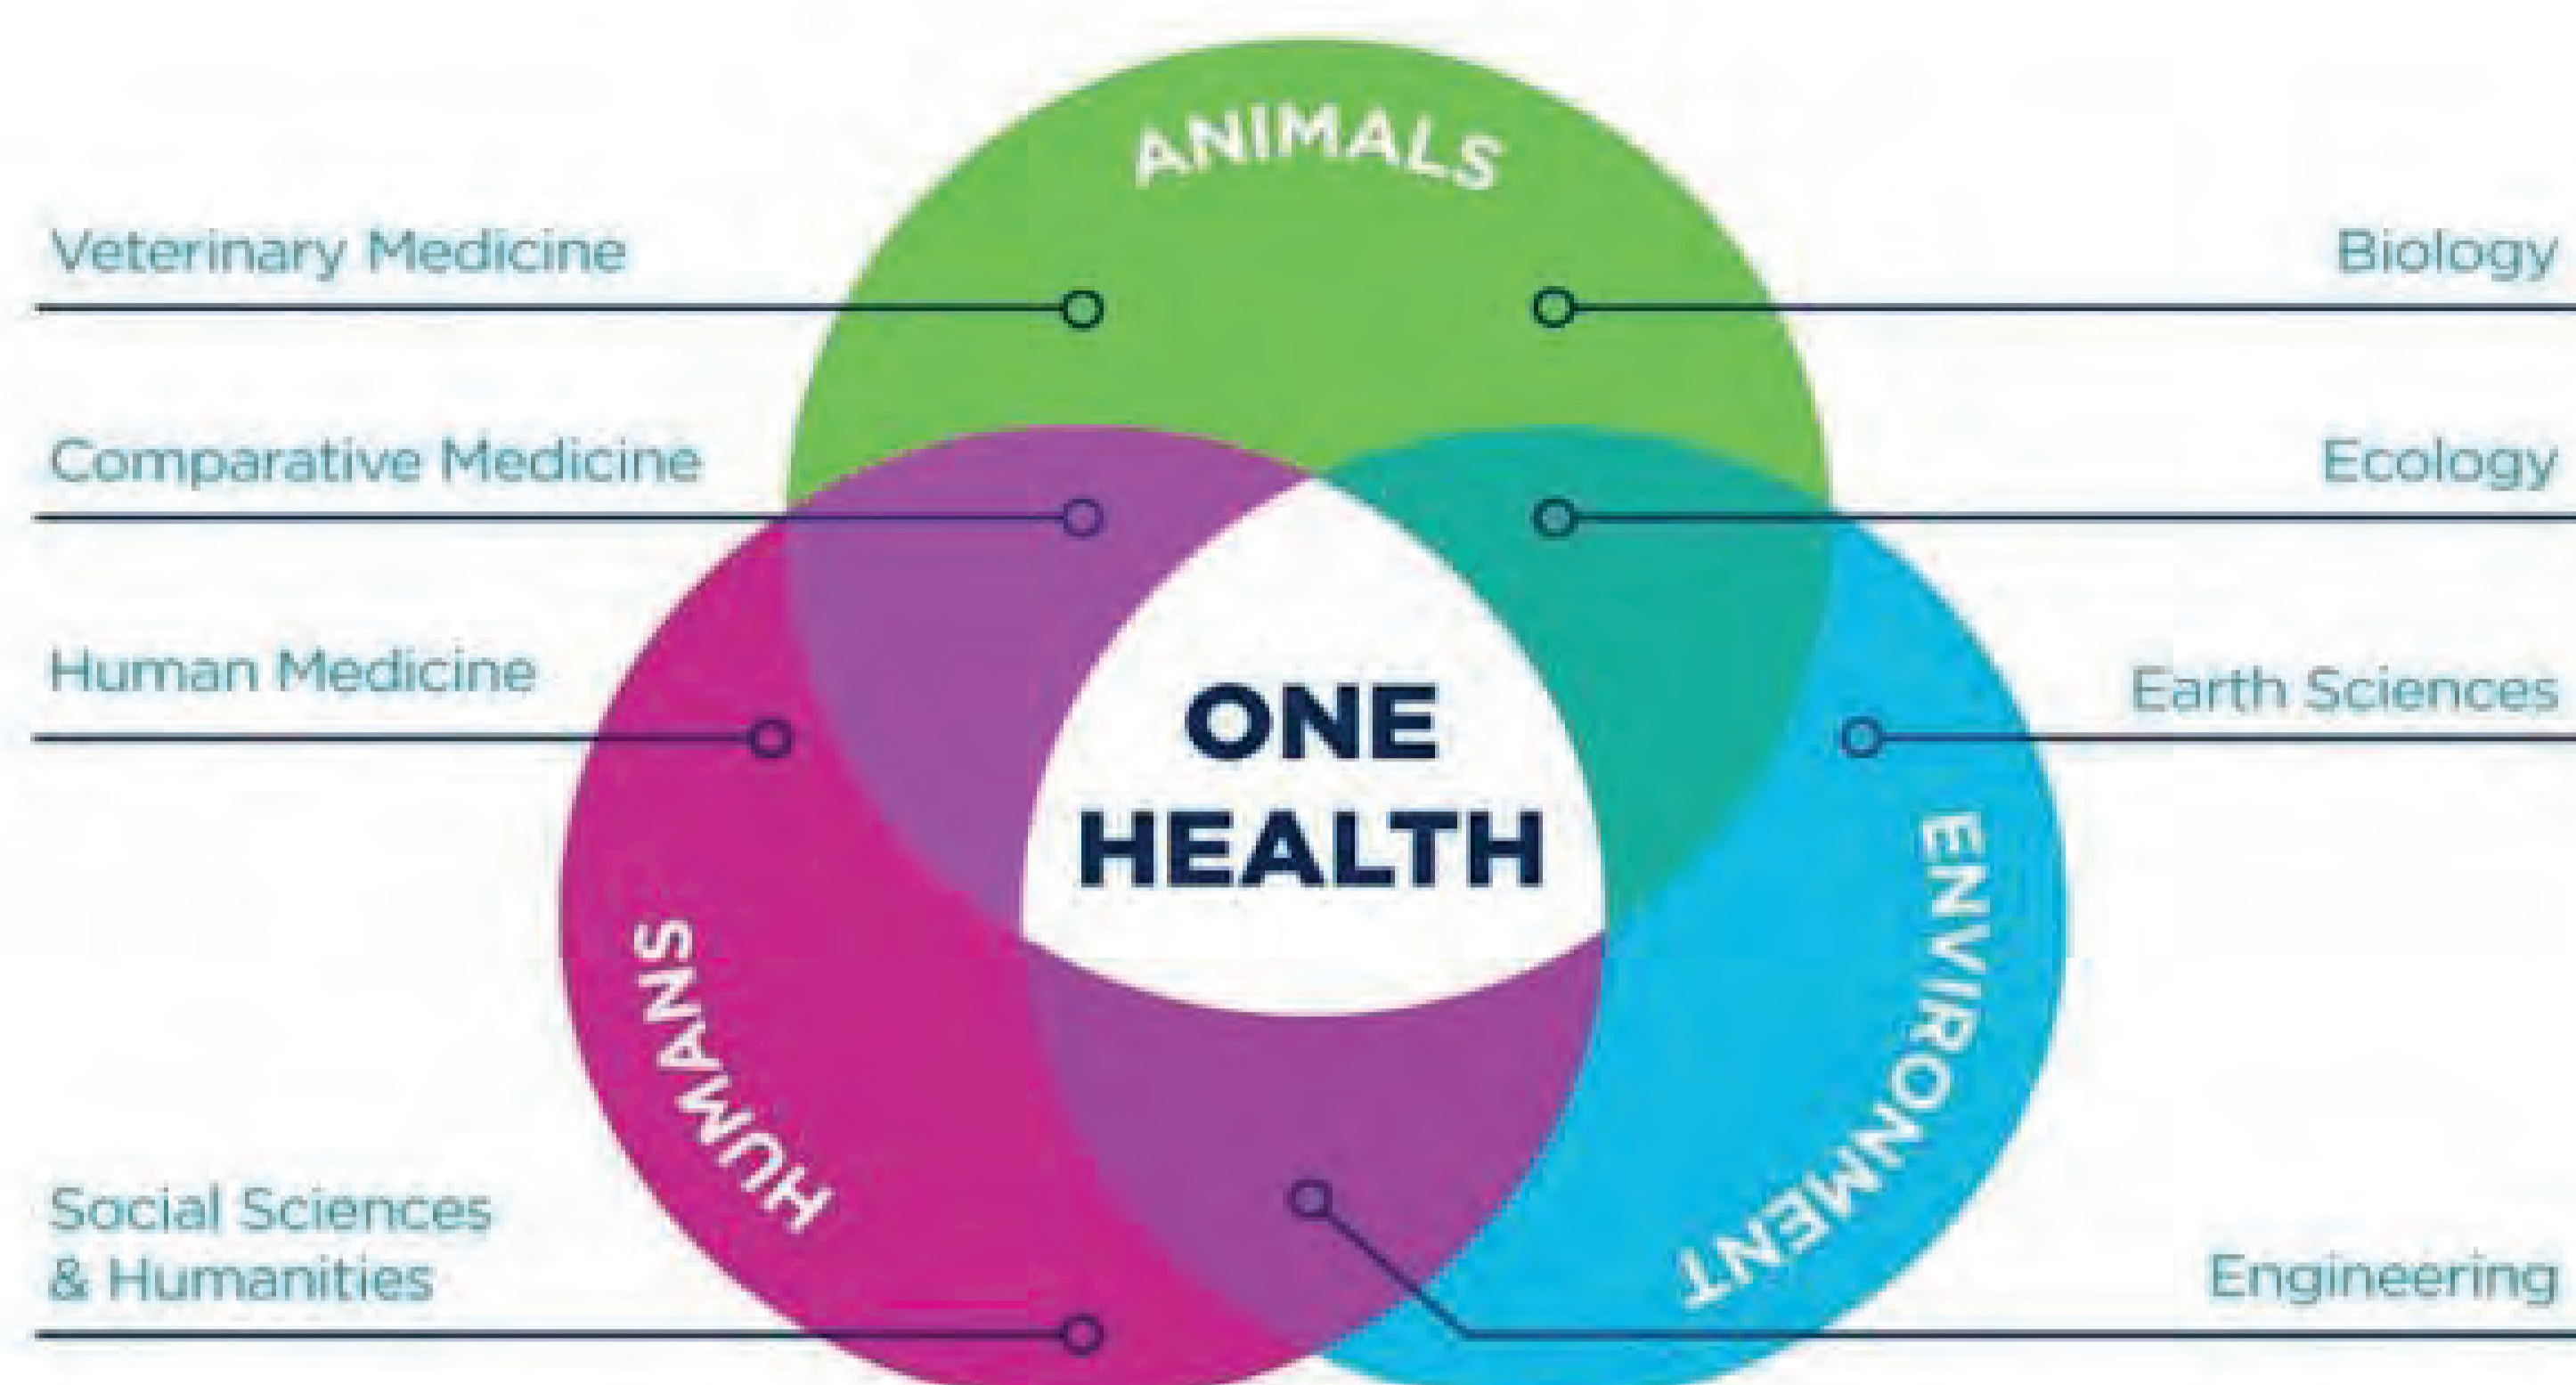 ANIMALS
Veterinary Medicine
Biology
Comparative Medicine
Ecology
Human Medicine
Earth Sciences
ONE
HEALTH
HUMANS
ENVIRONMENT
Social Sciences
& Humanities
Engineering